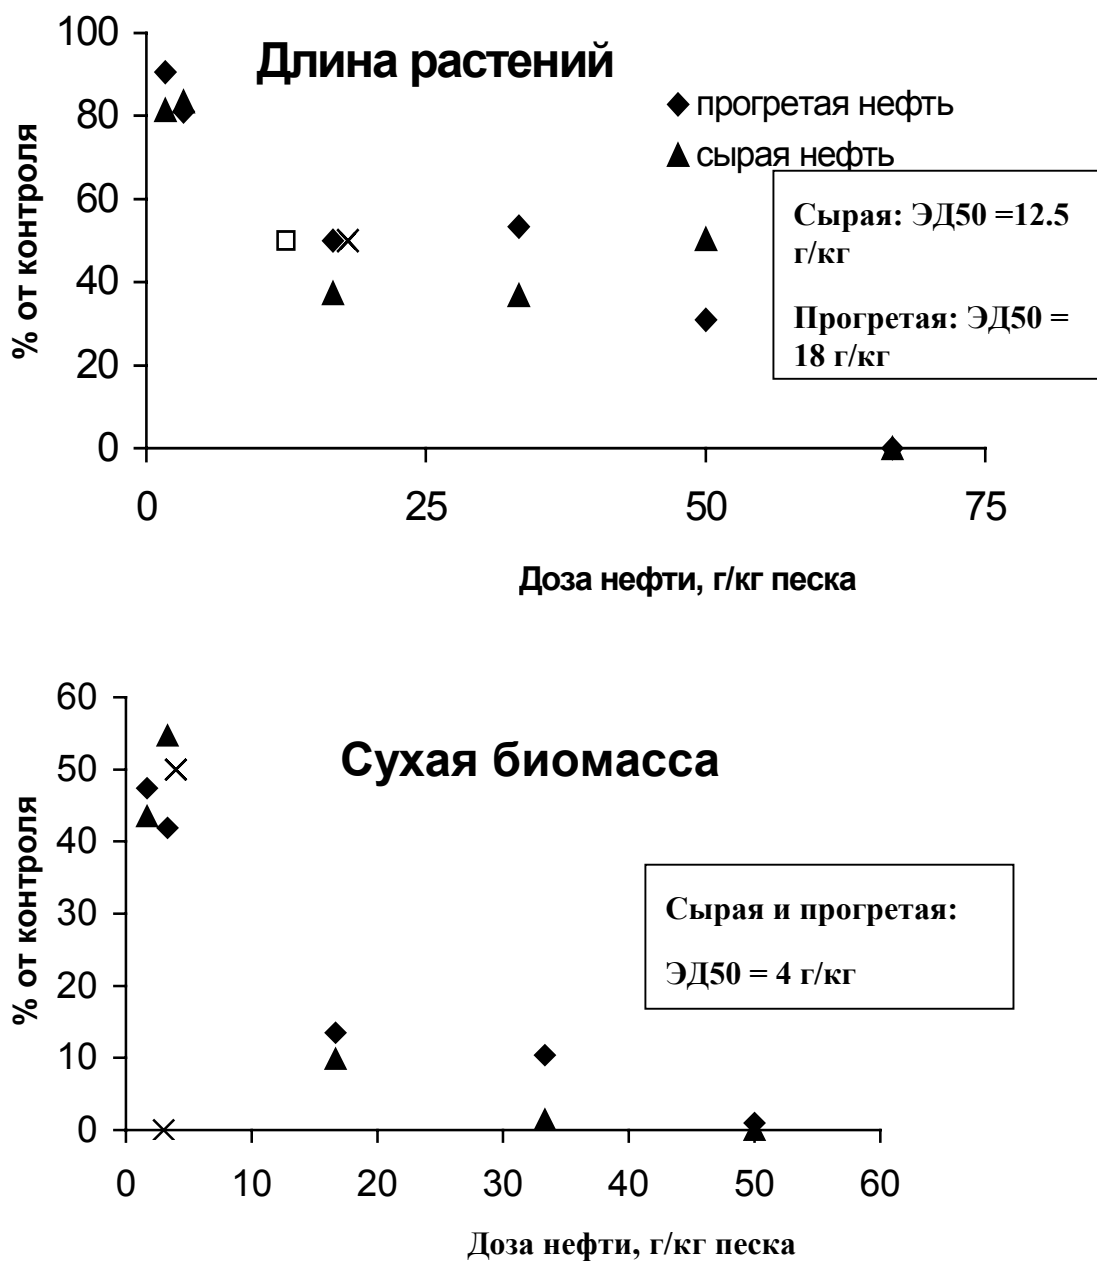 Длина растений
прогретая нефть
сырая нефть
Сырая: ЭД50 =12.5
г/кг
Прогретая: ЭД50 =
18 г/кг
% от контроля
100
80
60
40
20
0
0 25 50 75
Доза нефти, г/кг песка
Сухая биомасса
Сырая и прогретая:
ЭД50 = 4 г/кг
% от контроля
60
50
40
30
20
10
0
0 10 20 30 40 50 60
Доза нефти, г/кг песка